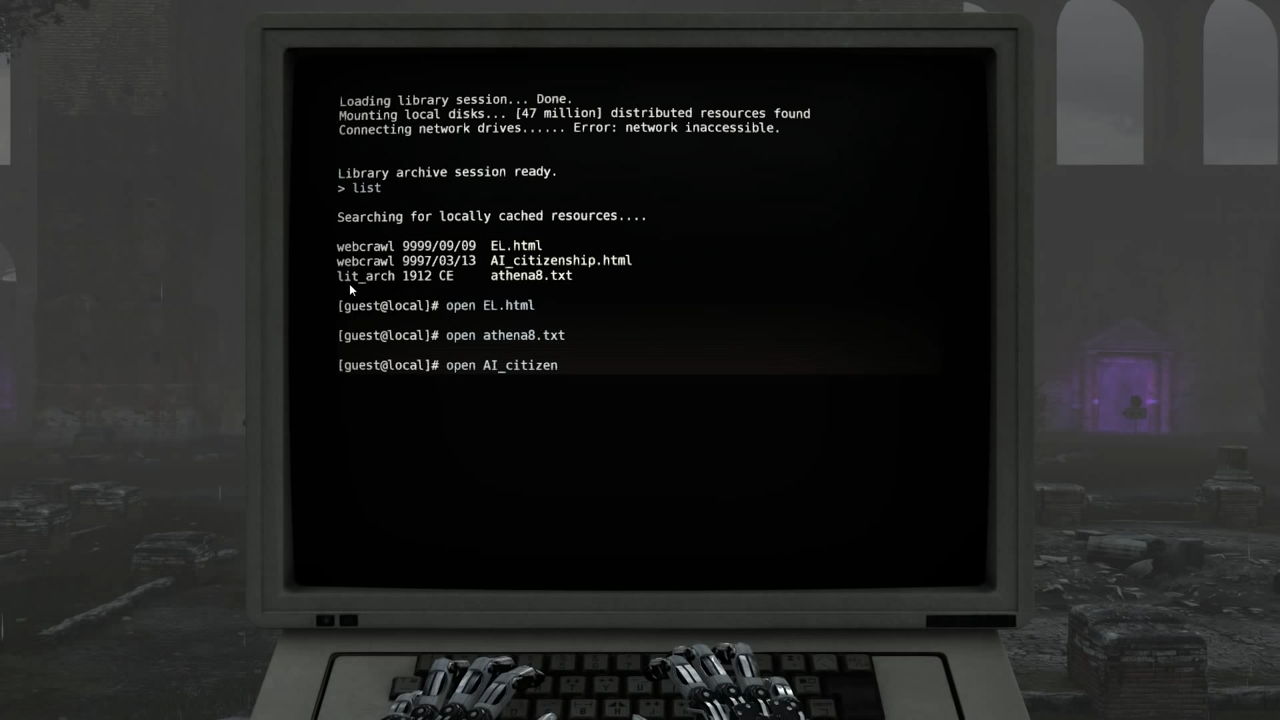 Loading library session... Done.
Mounting local disks... [47 million] distributed resources found
Connecting network drives...... Error: network inaccessible.
Library archive session ready.
> list
Searching for locally cached resources....
webcrawl 9999/09/09 EL.html
webcrawl 9997/03/13 AI_citizenship.html
lit_arch 1912 CE athena8.txt
[guest@local]# open EL.html
[guest@local]# open athena8.txt
[guest@local]# open AI_citizen